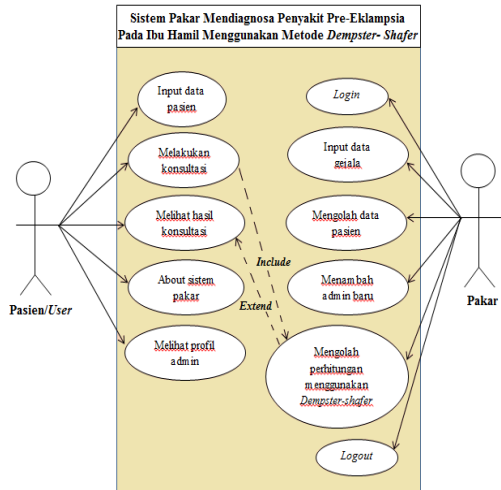 Sistem Pakar Mendiagnosa Penyakit Pre-Eklampsia
Pada Ibu Hamil Menggunakan Metode Dempster- Shafer
Input data
pasien
Melakukan
konsultasi
Melihat hasil
konsultasi
About sistem
pakar
Melihat profil
admin
Include
Extend
Login
Input data
gejala
Mengolah data
pasien
Menambah
admin baru
Mengolah
perhitungan
menggunakan
Dempster-shafer
Logout
Pasien/User
Pakar